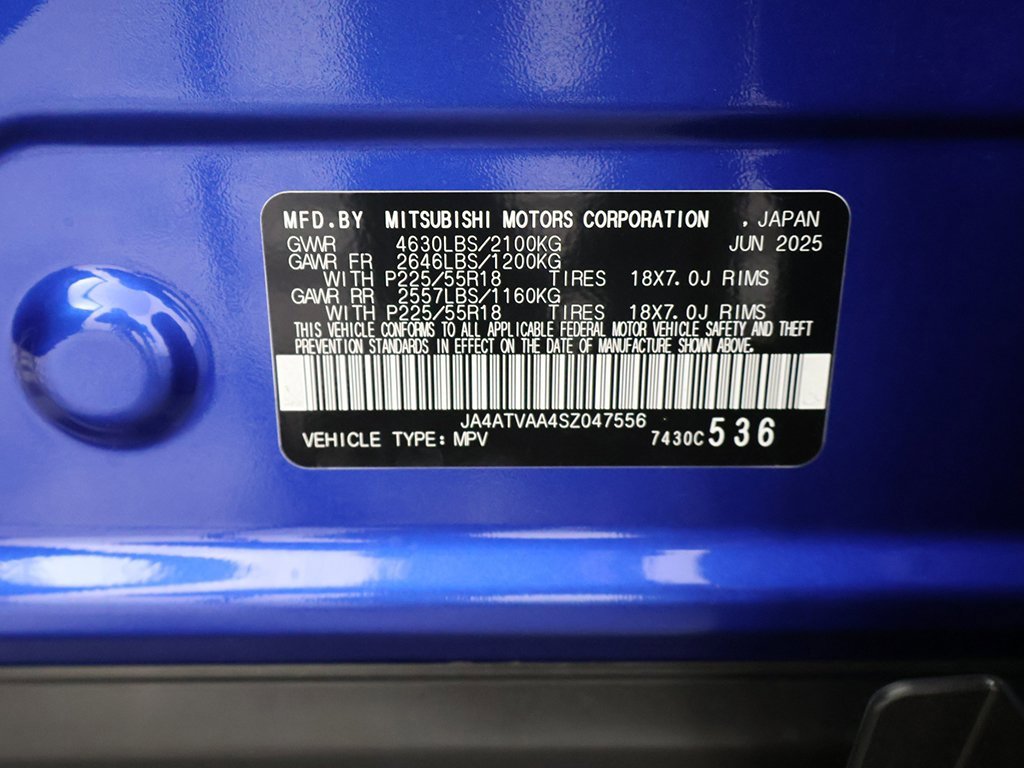 MFD.BY MITSUBISHI MOTORS CORPORATION , JAPAN
GVWR 4630LBS/2100KG JUN 2025
GAWR FR 2646LBS/1200KG
WITH P225/55R18 TIRES 18X7.0J RIMS
GAWR RR 2557LBS/1160KG
WITH P225/55R18 TIRES 18X7.0J RIMS
THIS VEHICLE CONFORMS TO ALL APPLICABLE FEDERAL MOTOR VEHICLE SAFETY AND THEFT
PREVENTION STANDARDS IN EFFECT ON THE DATE OF MANUFACTURE SHOWN ABOVE.
JA4ATVAA4SZ047556
VEHICLE TYPE: MPV 7430C 536